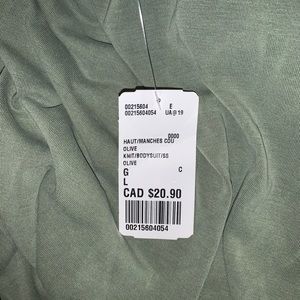 00215604 E
00215604054 UA@19
0000
HAUT/MANCHES COU
OLIVE
KNIT/BODYSUIT/SS
OLIVE
G C
L
CAD $20.90
00215604054